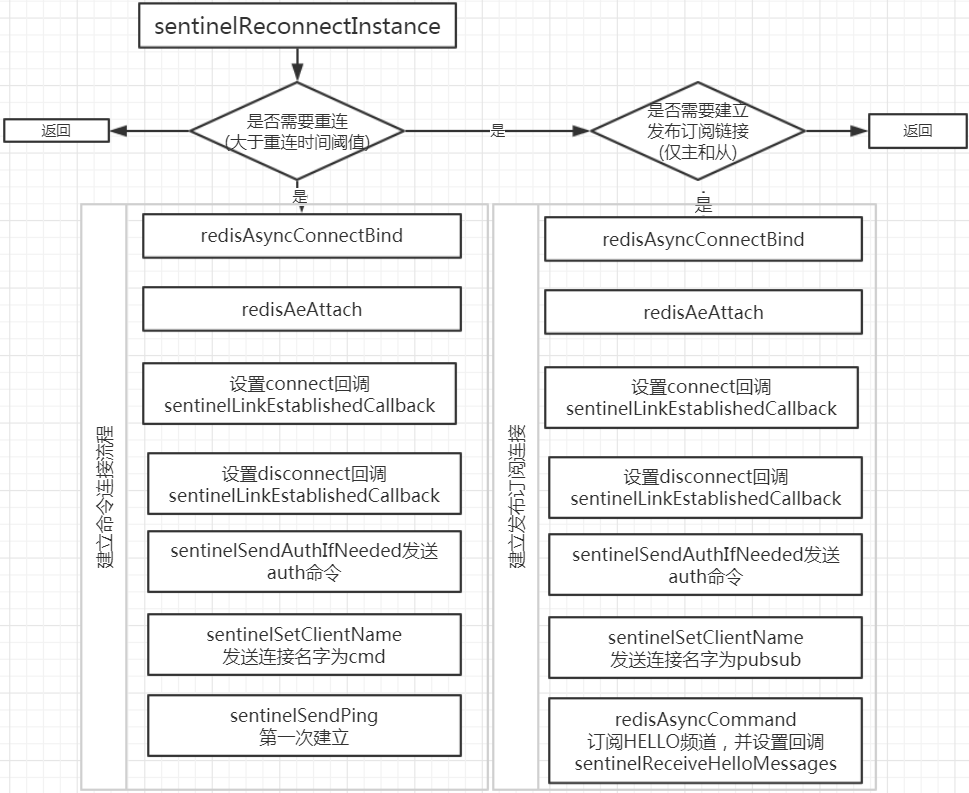 sentinelReconnectInstance
是否需要重连
(大于重连时间阈值)
返回
是
是否需要建立
发布订阅链接
(仅主和从)
返回
是
是
建立命令连接流程
redisAsyncConnectBind
redisAeAttach
设置connect回调
sentinelLinkEstablishedCallback
设置disconnect回调
sentinelLinkEstablishedCallback
sentinelSendAuthIfNeeded发送
auth命令
sentinelSetClientName
发送连接名字为cmd
sentinelSendPing
第一次建立
建立发布订阅连接
redisAsyncConnectBind
redisAeAttach
设置connect回调
sentinelLinkEstablishedCallback
设置disconnect回调
sentinelLinkEstablishedCallback
sentinelSendAuthIfNeeded发送
auth命令
sentinelSetClientName
发送连接名字为pubsub
redisAsyncCommand
订阅HELLO频道，并设置回调
sentinelReceiveHelloMessages